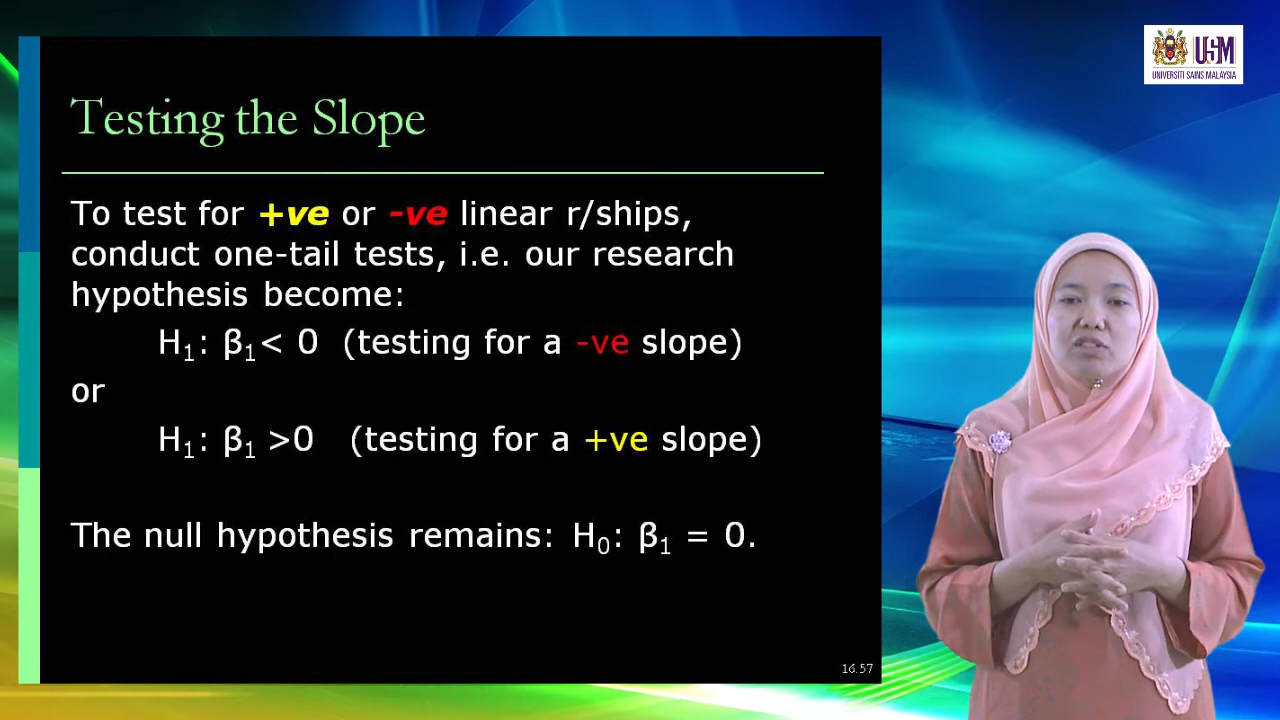 USM
UNIVERSITI SAINS MALAYSIA
Testing the Slope
To test for +ve or -ve linear r/ships,
conduct one-tail tests, i.e. our research
hypothesis become:
H₁: β₁< 0 (testing for a -ve slope)
or
H₁: β₁ >0 (testing for a +ve slope)
The null hypothesis remains: H₀: β₁ = 0.
16.57